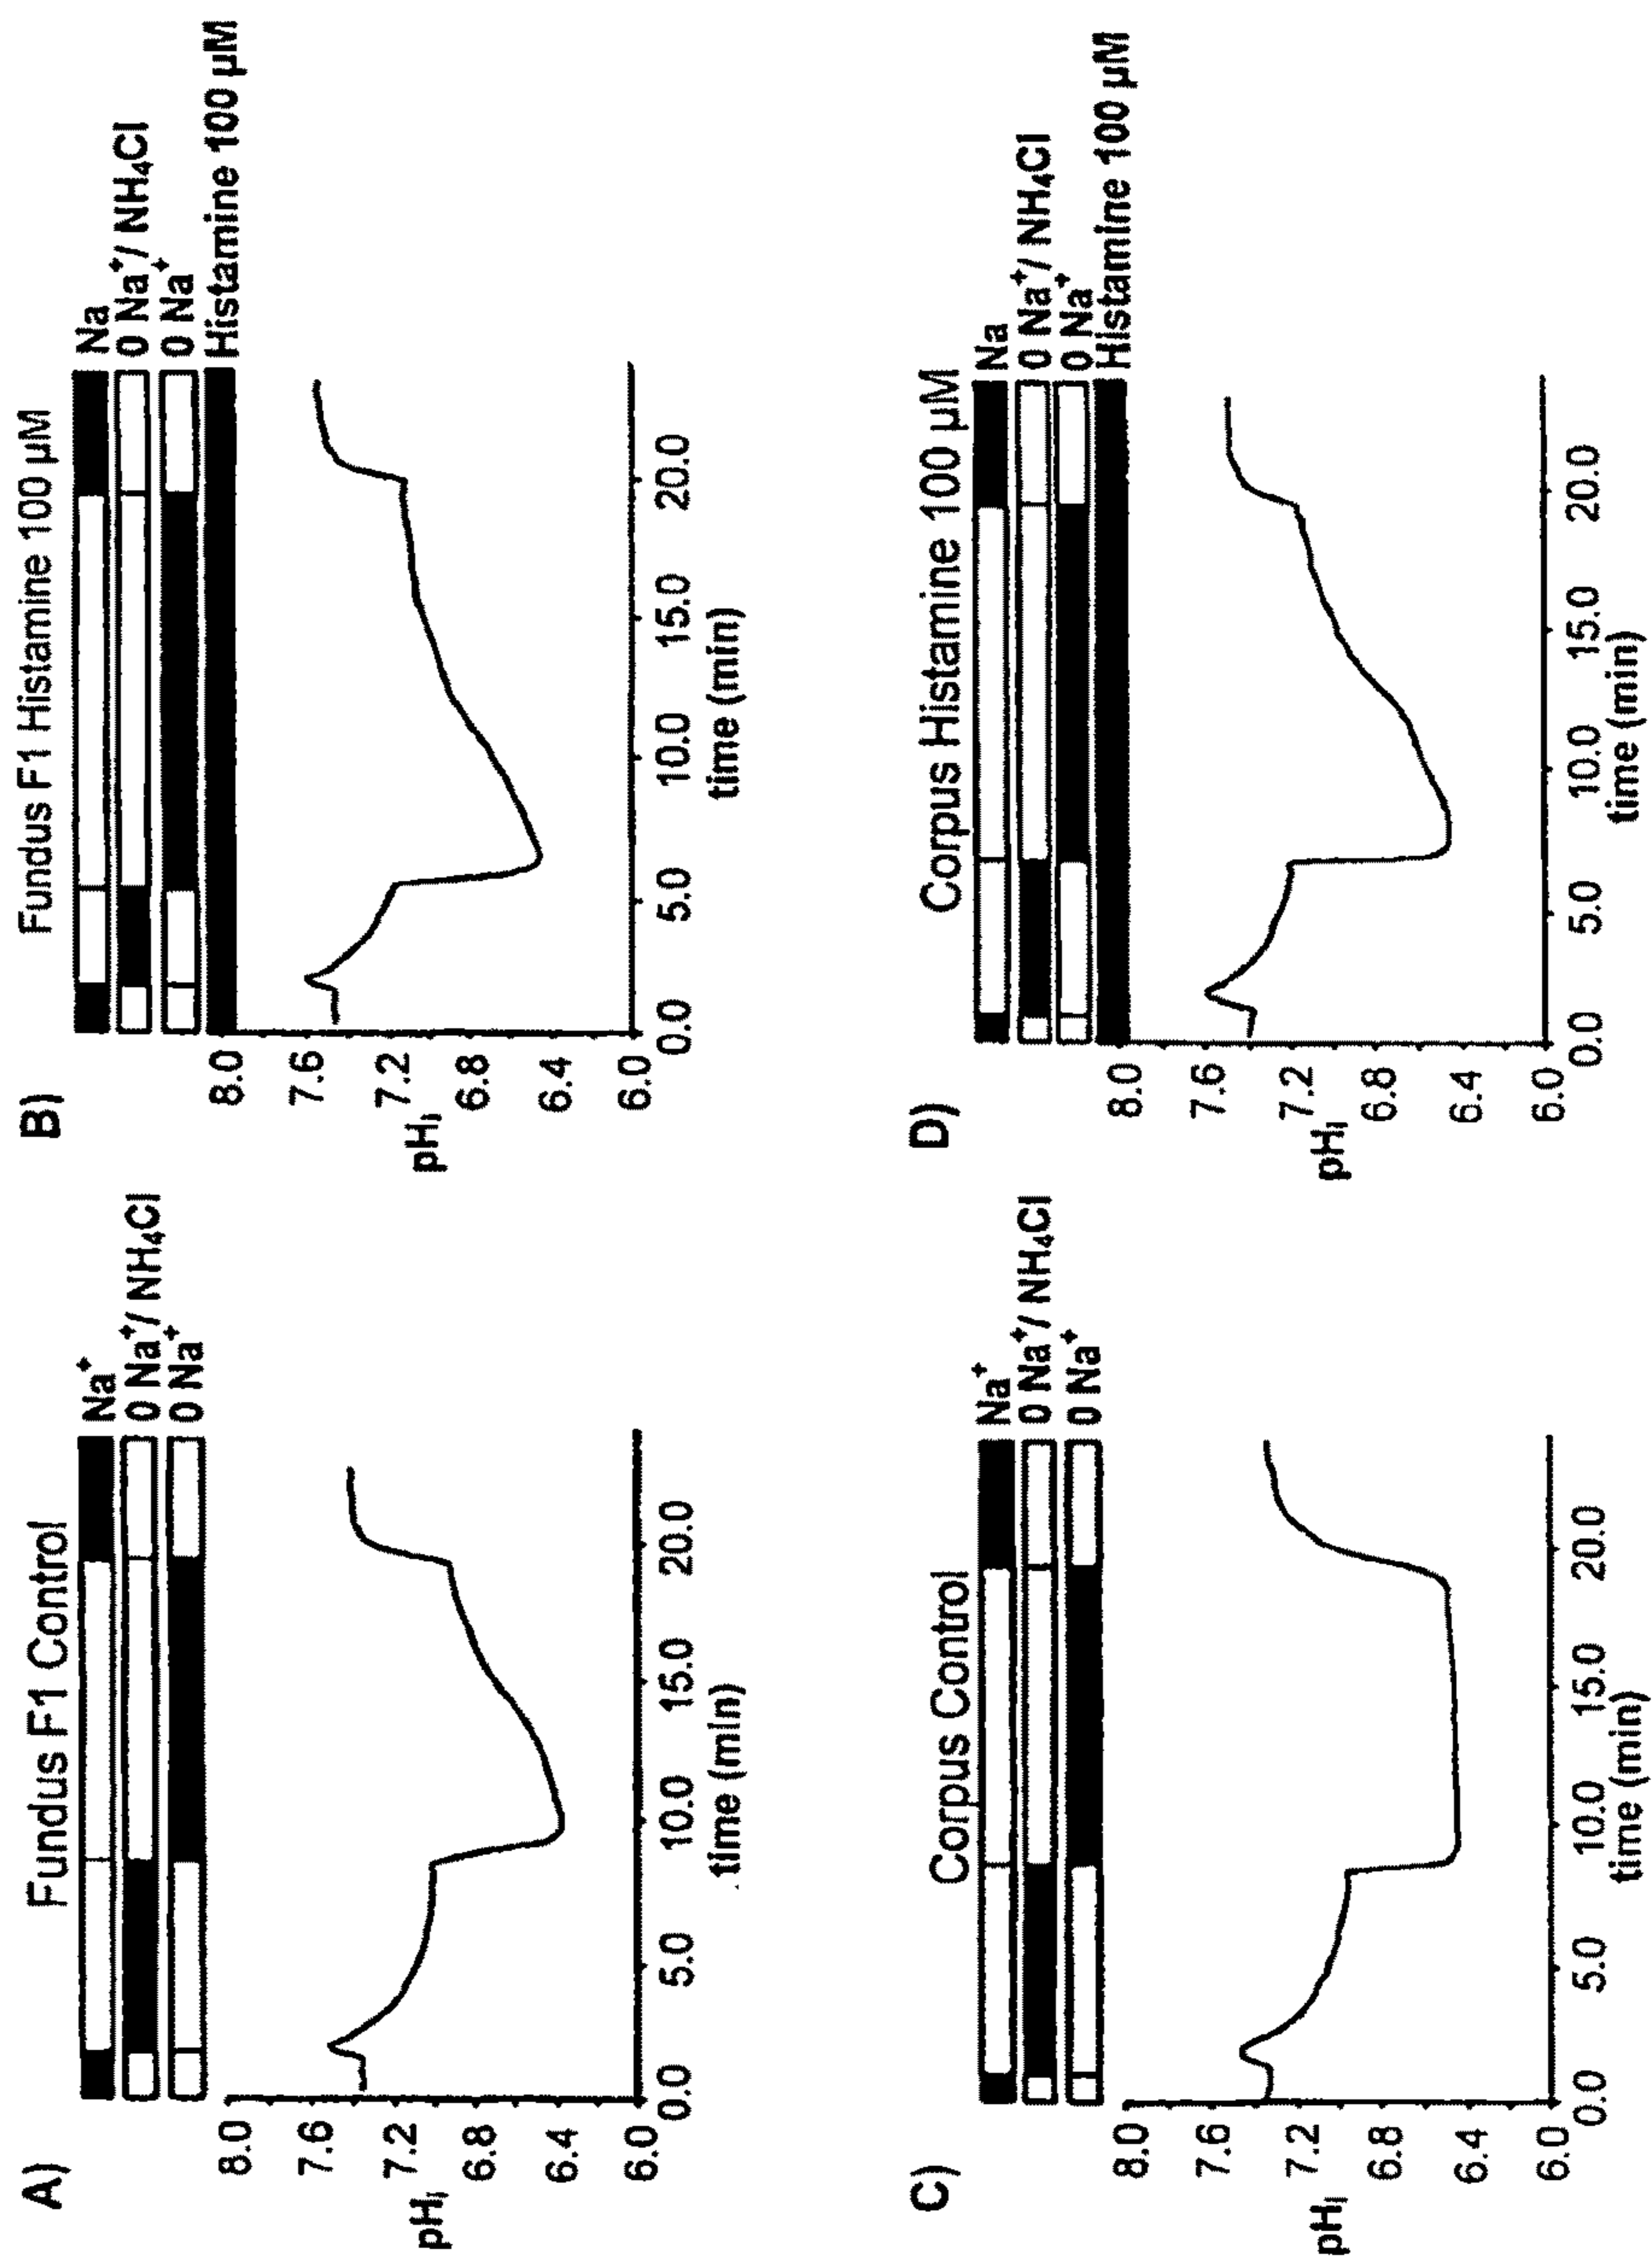 A)
Fundus F1 Control
Na⁺
0 Na⁺/ NH₄Cl
0 Na⁺
pHᵢ
8.0
7.6
7.2
6.8
6.4
6.0
0.0 5.0 10.0 15.0 20.0
time (min)
B)
Fundus F1 Histamine 100 µM
Na
0 Na⁺/ NH₄Cl
0 Na⁺
Histamine 100 µM
pHᵢ
8.0
7.6
7.2
6.8
6.4
6.0
0.0 5.0 10.0 15.0 20.0
time (min)
C)
Corpus Control
Na⁺
0 Na⁺/ NH₄Cl
0 Na⁺
pHᵢ
8.0
7.6
7.2
6.8
6.4
6.0
0.0 5.0 10.0 15.0 20.0
time (min)
D)
Corpus Histamine 100 µM
Na
0 Na⁺/ NH₄Cl
0 Na⁺
Histamine 100 µM
pHᵢ
8.0
7.6
7.2
6.8
6.4
6.0
0.0 5.0 10.0 15.0 20.0
time (min)